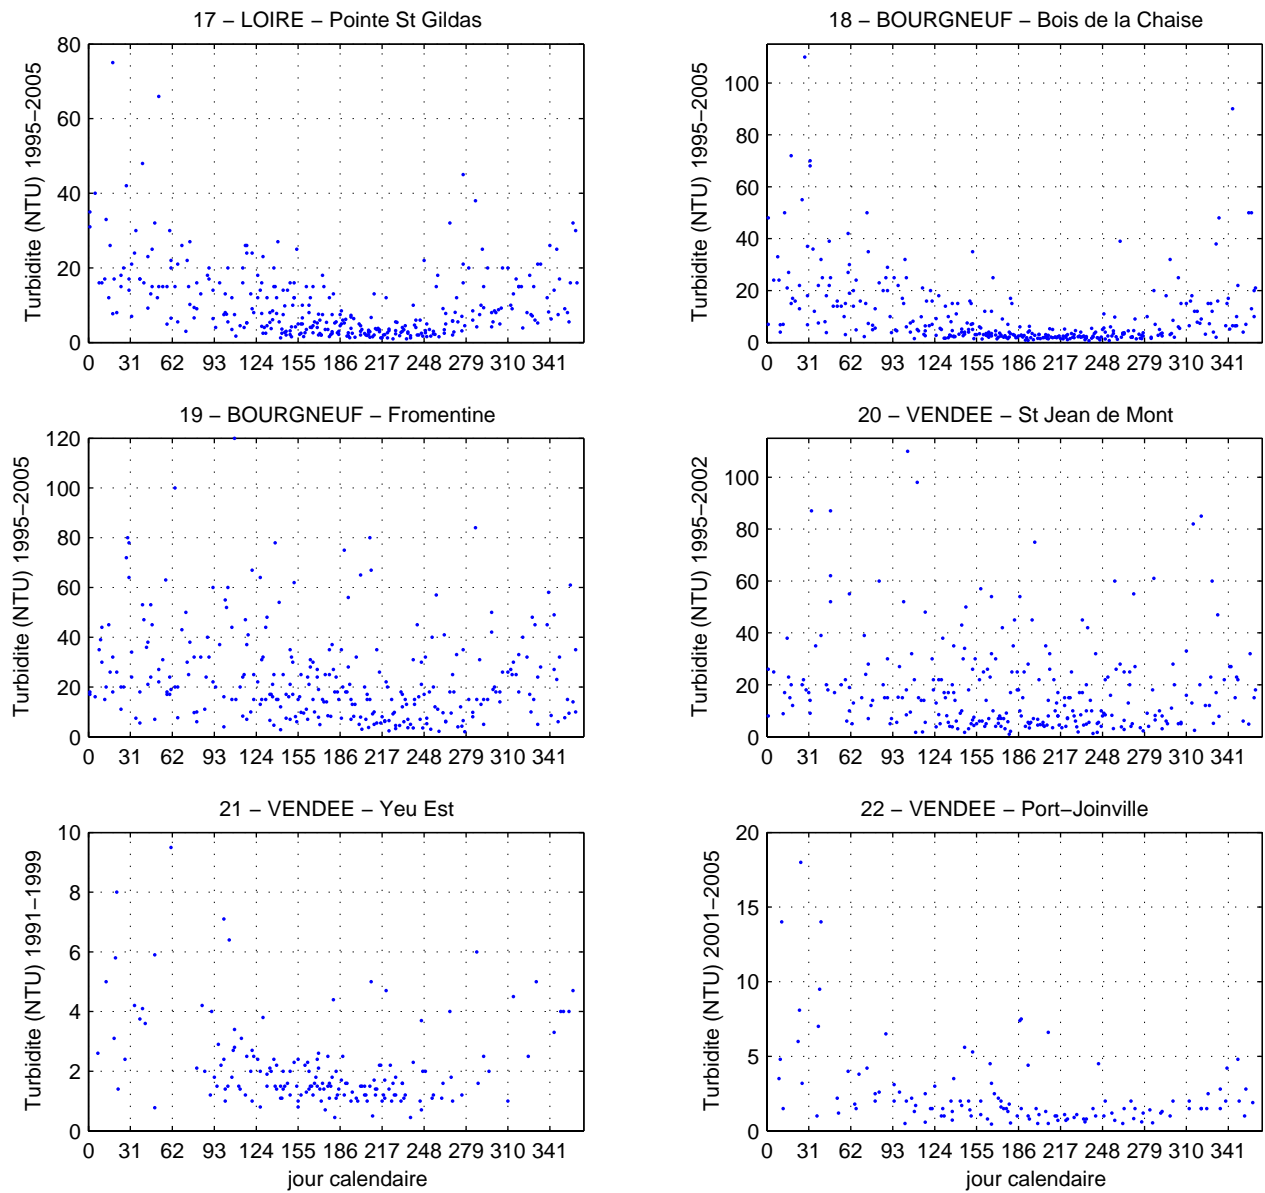 17 − LOIRE − Pointe St Gildas
Turbidite (NTU) 1995−2005
80
60
40
20
0
0 31 62 93 124 155 186 217 248 279 310 341
18 − BOURGNEUF − Bois de la Chaise
Turbidite (NTU) 1995−2005
100
80
60
40
20
0
0 31 62 93 124 155 186 217 248 279 310 341
19 − BOURGNEUF − Fromentine
Turbidite (NTU) 1995−2005
120
100
80
60
40
20
0
0 31 62 93 124 155 186 217 248 279 310 341
20 − VENDEE − St Jean de Mont
Turbidite (NTU) 1995−2002
100
80
60
40
20
0
0 31 62 93 124 155 186 217 248 279 310 341
21 − VENDEE − Yeu Est
Turbidite (NTU) 1991−1999
10
8
6
4
2
0
0 31 62 93 124 155 186 217 248 279 310 341
jour calendaire
22 − VENDEE − Port−Joinville
Turbidite (NTU) 2001−2005
20
15
10
5
0
0 31 62 93 124 155 186 217 248 279 310 341
jour calendaire